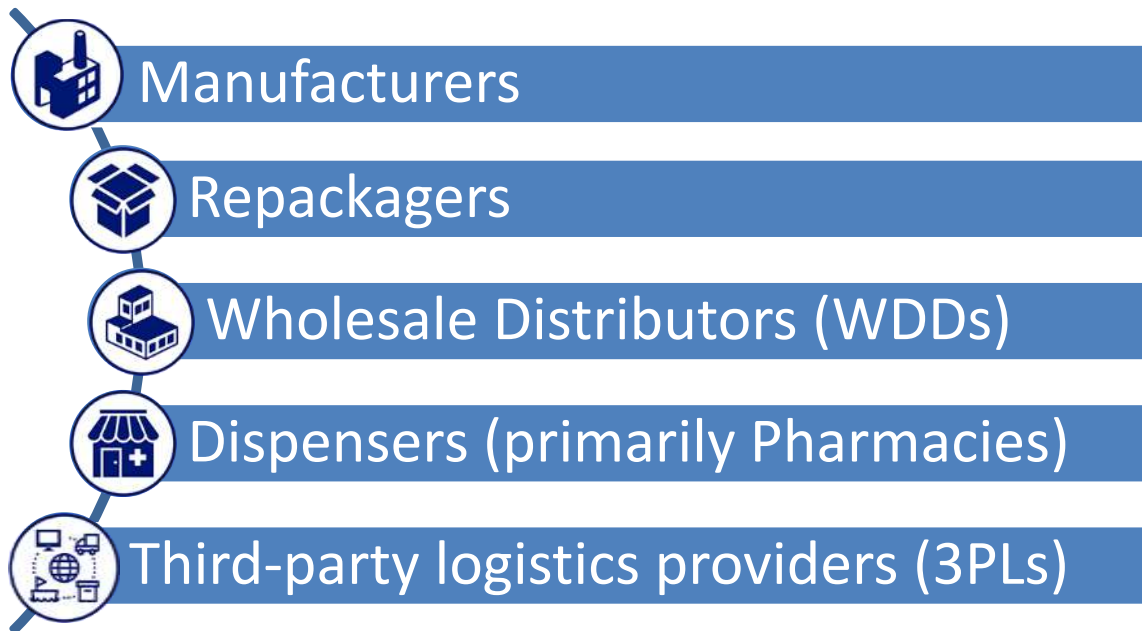 Manufacturers
Repackagers
Wholesale Distributors (WDDs)
Dispensers (primarily Pharmacies)
Third-party logistics providers (3PLs)